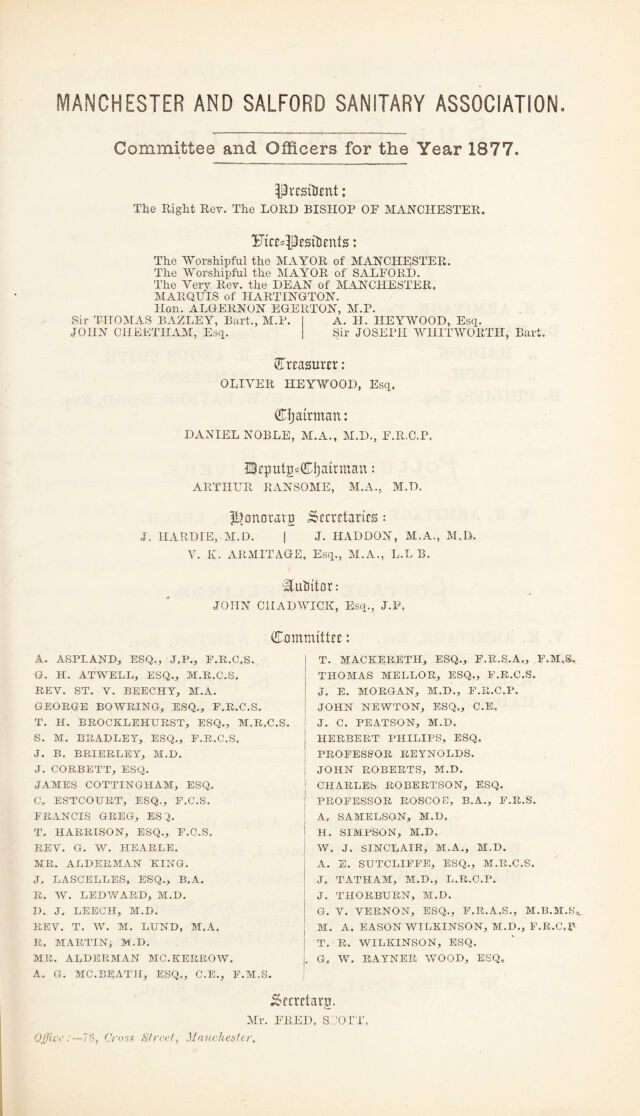 MANCHESTER AND SALFORD SANITARY ASSOCIATION.
Committee and Officers for the Year 1877.
President:
The Right Rev. The LORD BISHOP OF MANCHESTER.
Vice-Pesidents:
The Worshipful the MAYOR of MANCHESTER.
The Worshipful the MAYOR of SALFORD.
The Very Rev. the DEAN of MANCHESTER.
MARQUIS of HARTINGTON.
Hon. ALGERNON EGERTON, M.P.
Sir THOMAS BAZLEY, Bart., M.P. | A. H. HEYWOOD, Esq.
JOHN CHEETHAM, Esq. | Sir JOSEPH WHITWORTH, Bart.
Treasurer:
OLIVER HEYWOOD, Esq.
Chairman:
DANIEL NOBLE, M.A., M.D., F.R.C.P.
Deputy-Chairman:
ARTHUR RANSOME, M.A., M.D.
Honorary Secretaries:
J. HARDIE, M.D. | J. HADDON, M.A., M.D.
V. K. ARMITAGE, Esq., M.A., L.L B.
Auditor:
JOHN CHADWICK, Esq., J.P.
Committee:
A. ASPLAND, ESQ., J.P., F.R.C.S.
G. H. ATWELL, ESQ., M.R.C.S.
REV. ST. V. BEECHY, M.A.
GEORGE BOWRING, ESQ., F.R.C.S.
T. H. BROCKLEHURST, ESQ., M.R.C.S.
S. M. BRADLEY, ESQ., F.R.C.S.
J. B. BRIERLEY, M.D.
J. CORBETT, ESQ.
JAMES COTTINGHAM, ESQ.
C. ESTCOURT, ESQ., F.C.S.
FRANCIS GREG, ESQ.
T. HARRISON, ESQ., F.C.S.
REV. G. W. HEARLE.
MR. ALDERMAN KING.
J. LASCELLES, ESQ., B.A.
R. W. LEDWARD, M.D.
D. J. LEECH, M.D.
REV. T. W. M. LUND, M.A.
R. MARTIN, M.D.
MR. ALDERMAN MC.KERROW.
A. G. MC.BEATH, ESQ., C.E., F.M.S.
T. MACKERETH, ESQ., F.R.S.A., F.M.S.
THOMAS MELLOR, ESQ., F.R.C.S.
J. E. MORGAN, M.D., F.R.C.P.
JOHN NEWTON, ESQ., C.E.
J. C. PEATSON, M.D.
HERBERT PHILIPS, ESQ.
PROFESSOR REYNOLDS.
JOHN ROBERTS, M.D.
CHARLES ROBERTSON, ESQ.
PROFESSOR ROSCOE, B.A., F.R.S.
A. SAMELSON, M.D.
H. SIMPSON, M.D.
W. J. SINCLAIR, M.A., M.D.
A. E. SUTCLIFFE, ESQ., M.R.C.S.
J. TATHAM, M.D., L.R.C.P.
J. THORBURN, M.D.
G. V. VERNON, ESQ., F.R.A.S., M.B.M.S.
M. A. EASON WILKINSON, M.D., F.R.C.P
T. R. WILKINSON, ESQ.
G. W. RAYNER WOOD, ESQ.
Secretary.
Mr. FRED. SCOTT.
Office:—78, Cross Street, Manchester.